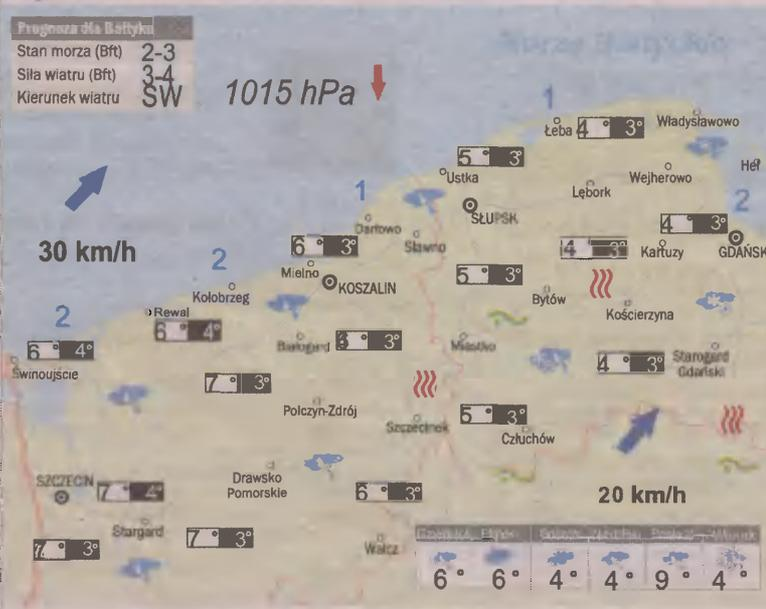 Prognoza dla Bałtyku
Morze Bałtyckie
Stan morza (Bft) 2-3
Siła wiatru (Bft) 3-4
Kierunek wiatru SW
1015 hPa
1
Łeba 4° 3°
Władysławowo
5° 3°
Ustka
Wejherowo
Hel
Lębork
1
2
SŁUPSK
Darłowo
4° 3°
GDAŃSK
30 km/h
6° 3°
Sławno
4° 3°
Kartuzy
2
Mielno
KOSZALIN
5° 3°
Kołobrzeg
Bytów
Kościerzyna
2
Rewal
6° 4°
Białogard
3°
Miastko
6° 4°
Świnoujście
4° 3°
Starogard
Gdański
7° 3°
Połczyn-Zdrój
5° 3°
Szczecinek
Człuchów
SZCZECIN
7° 4°
Drawsko
Pomorskie
6° 3°
20 km/h
Stargard
7° 3°
7° 3°
Wałcz
6° 6° 4° 4° 9° 4°